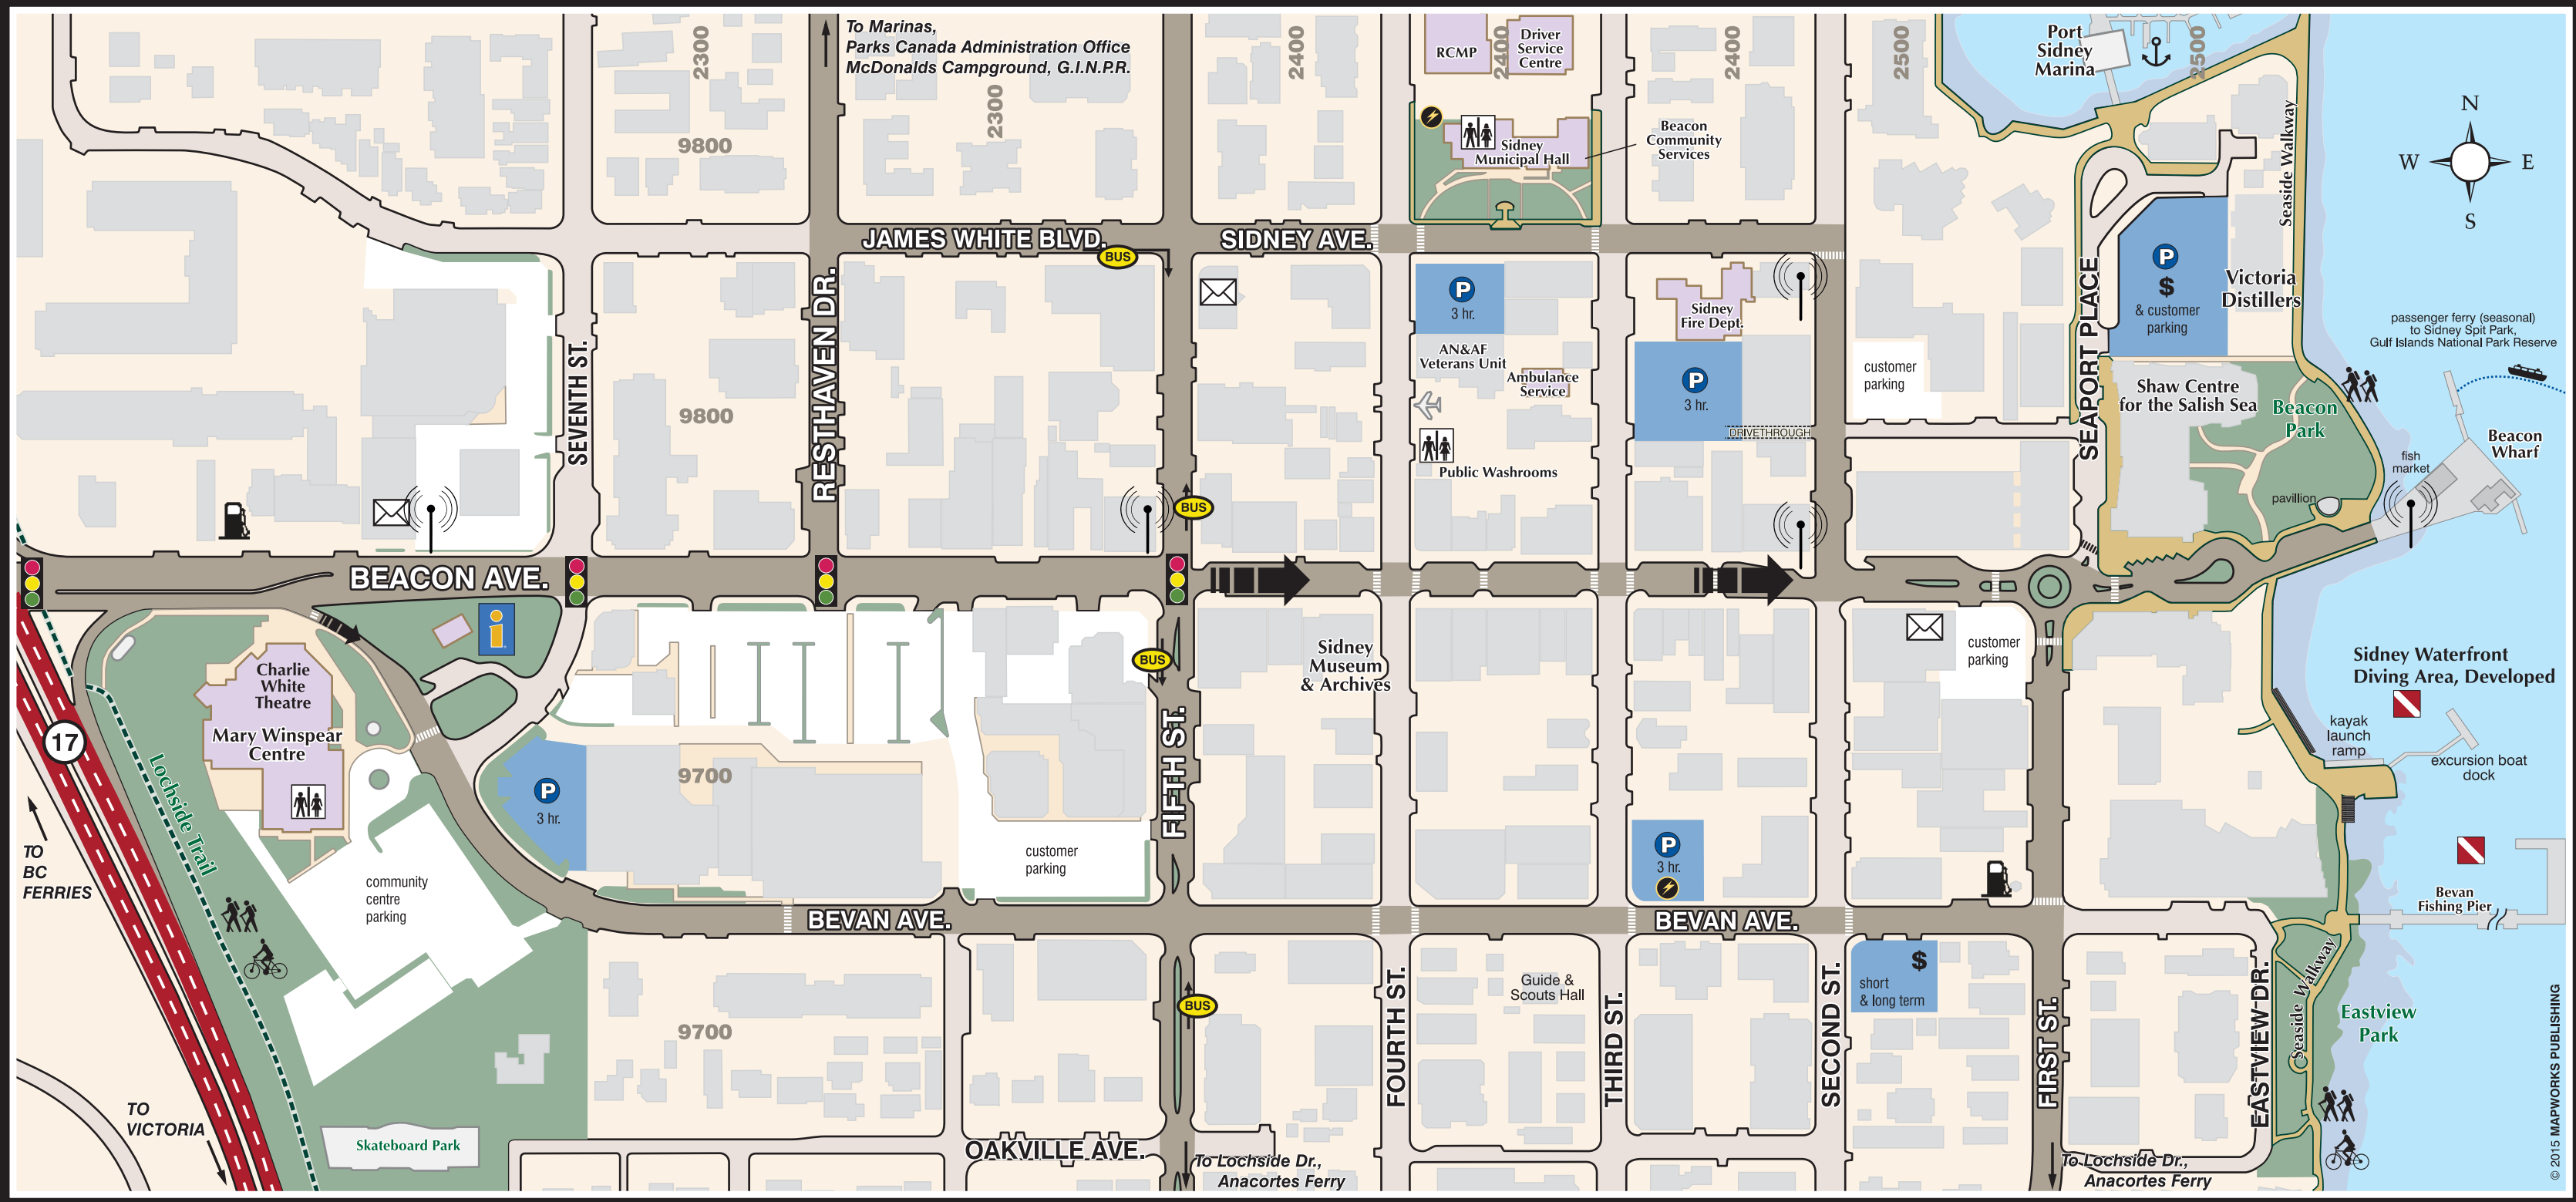 To Marinas,
Parks Canada Administration Office
McDonalds Campground, G.I.N.P.R.
2300
2300
9800
2400
RCMP
2400
Driver
Service
Centre
Sidney
Municipal Hall
Beacon
Community
Services
2400
2500
Port
Sidney
Marina
2500
Seaside Walkway
N
W
E
S
JAMES WHITE BLVD.
BUS
SIDNEY AVE.
SEVENTH ST.
9800
RESTHAVEN DR.
P
3 hr.
AN&AF
Veterans Unit
Ambulance
Service
Public Washrooms
Sidney
Fire Dept.
P
3 hr.
DRIVETHROUGH
customer
parking
SEAPORT PLACE
P
$
& customer
parking
Victoria
Distillers
passenger ferry (seasonal)
to Sidney Spit Park,
Gulf Islands National Park Reserve
Shaw Centre
for the Salish Sea
Beacon
Park
Beacon
Wharf
fish
market
pavillion
BUS
BEACON AVE.
i
Charlie
White
Theatre
Mary Winspear
Centre
17
Lochside Trail
TO
BC
FERRIES
community
centre
parking
P
3 hr.
9700
BUS
FIFTH ST.
customer
parking
Sidney
Museum
& Archives
P
3 hr.
customer
parking
Sidney Waterfront
Diving Area, Developed
kayak
launch
ramp
excursion boat
dock
Bevan
Fishing Pier
BEVAN AVE.
BEVAN AVE.
9700
BUS
FOURTH ST.
Guide &
Scouts Hall
THIRD ST.
SECOND ST.
$
short
& long term
FIRST ST.
EASTVIEW DR.
Seaside Walkway
Eastview
Park
TO
VICTORIA
Skateboard Park
OAKVILLE AVE.
To Lochside Dr.,
Anacortes Ferry
To Lochside Dr.,
Anacortes Ferry
© 2015 MAPWORKS PUBLISHING